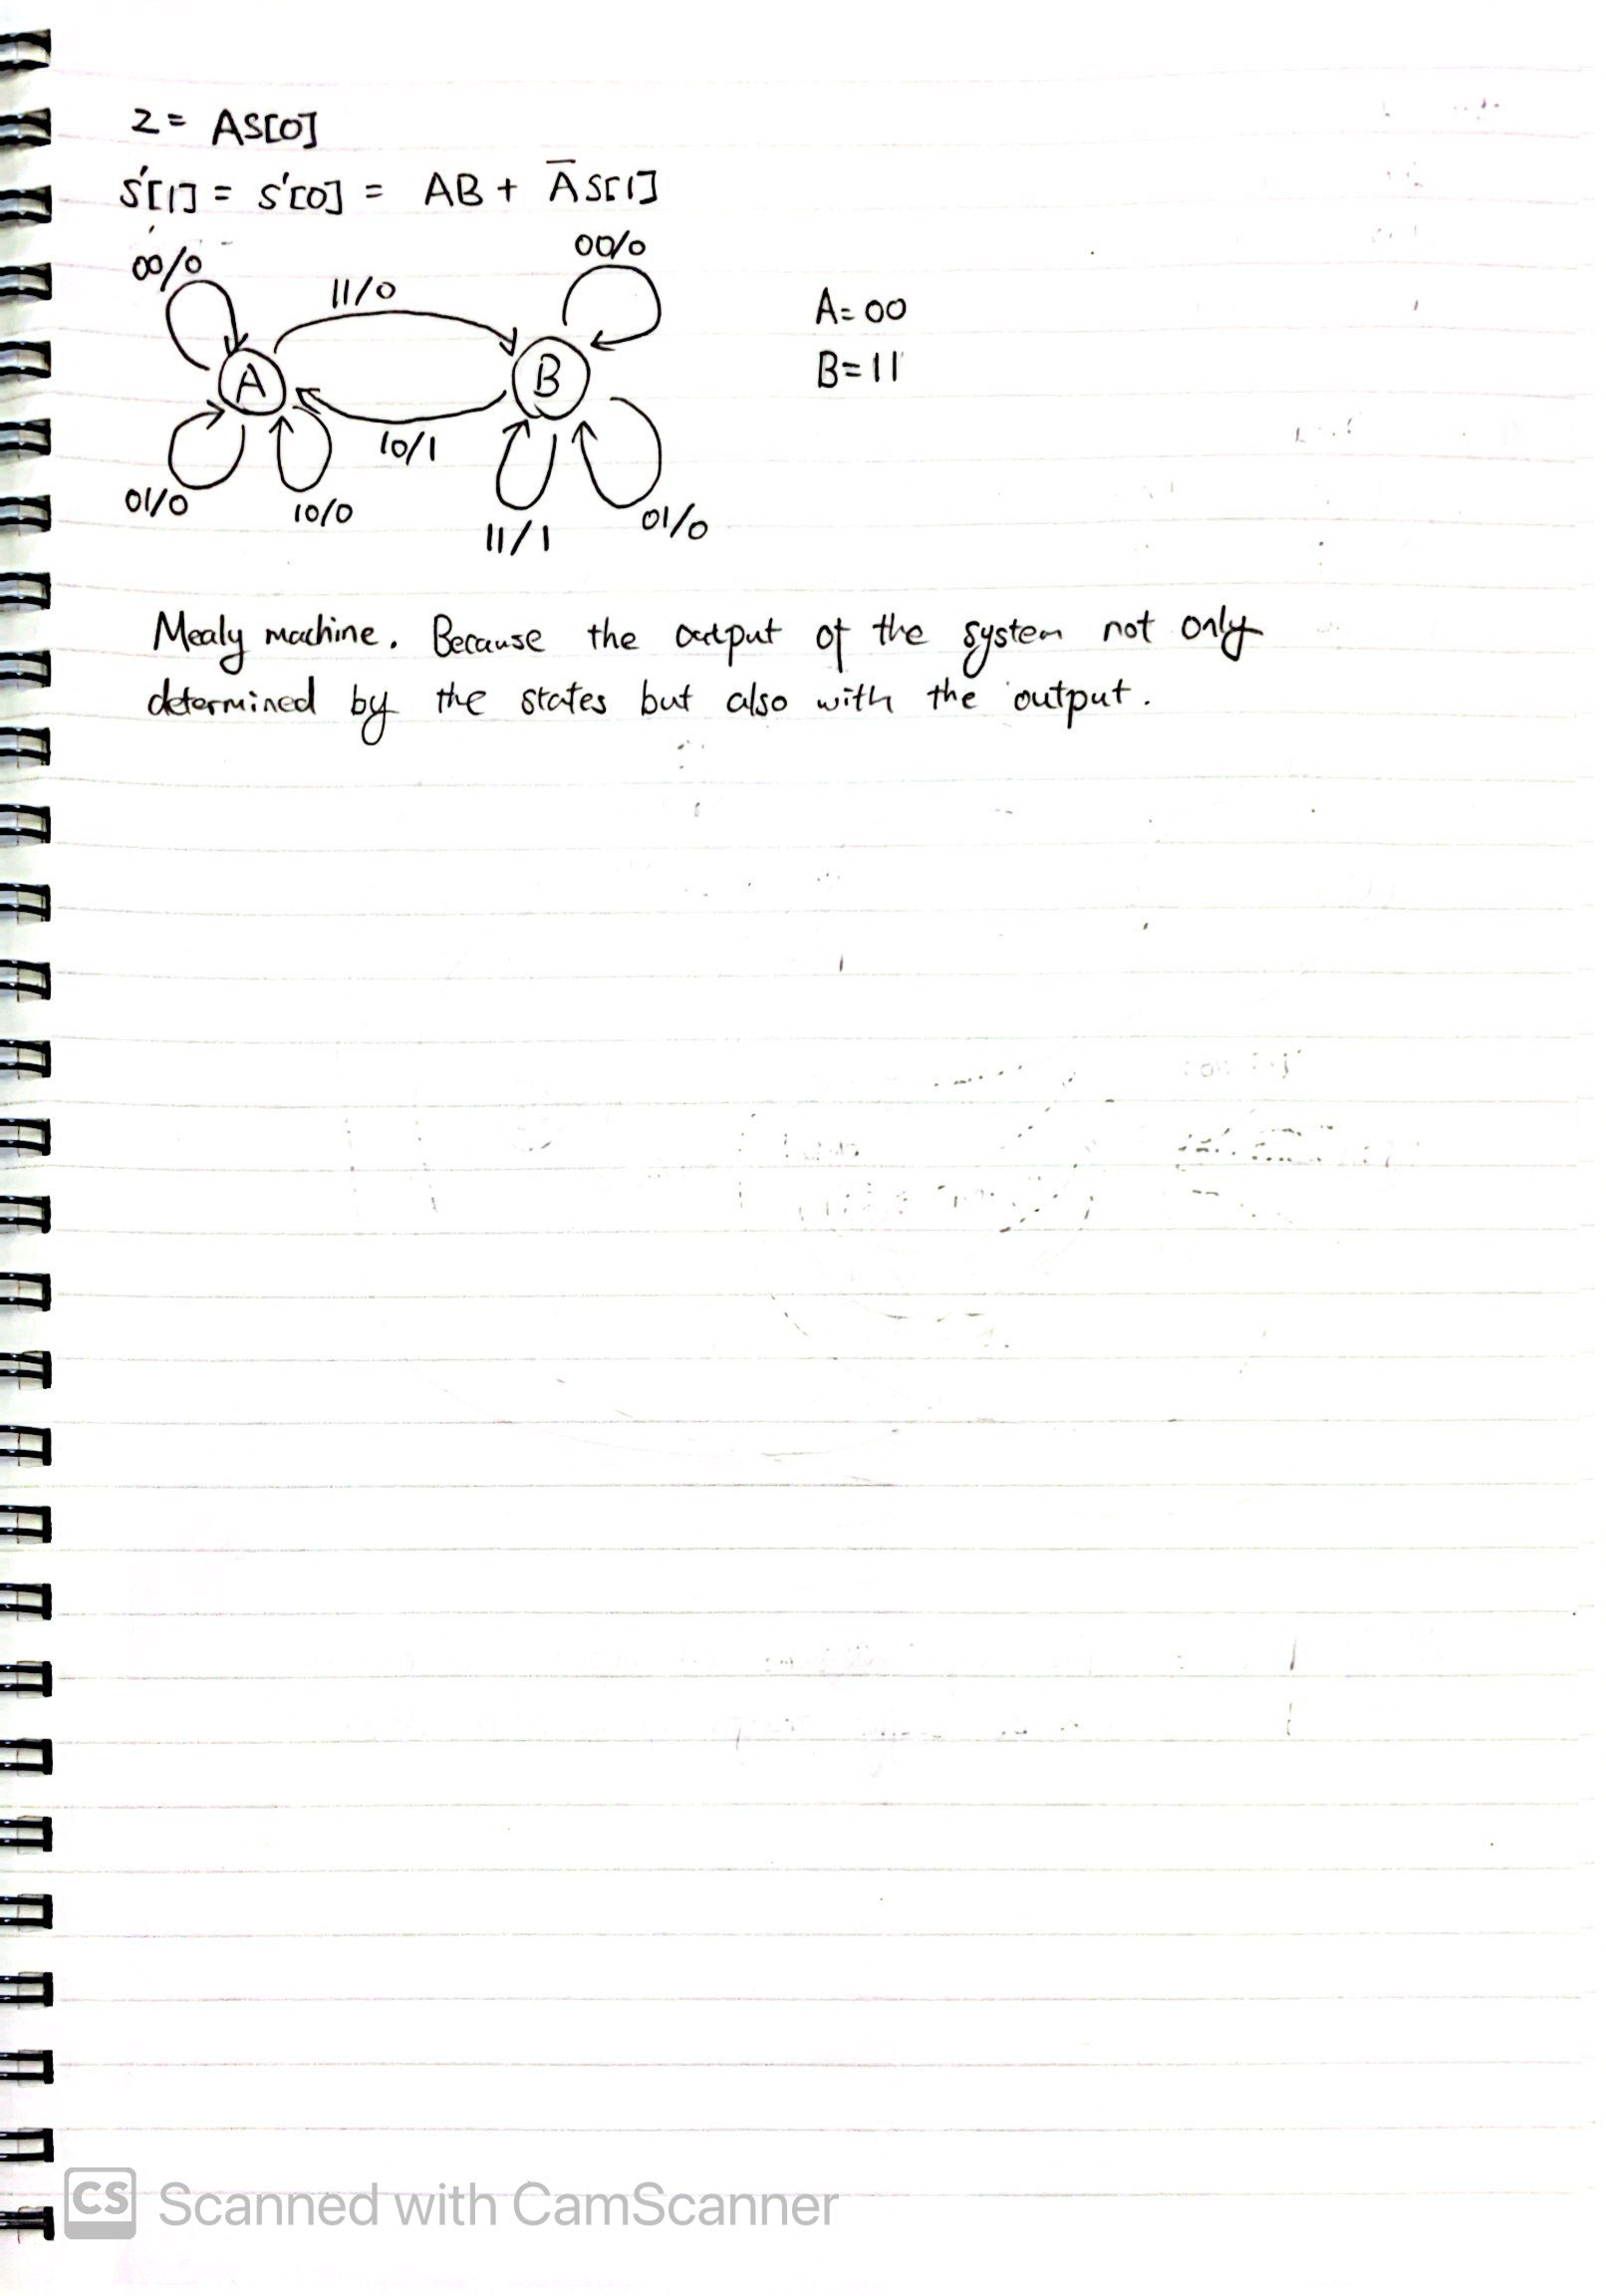 Z = AS[0]
S'[1] = S'[0] = AB + A̅S[1]
00/0
11/0
00/0
A = 00
B = 11
A
B
10/1
01/0
10/0
11/1
01/0
Mealy machine. Because the output of the system not only
determined by the states but also with the output.
CS Scanned with CamScanner